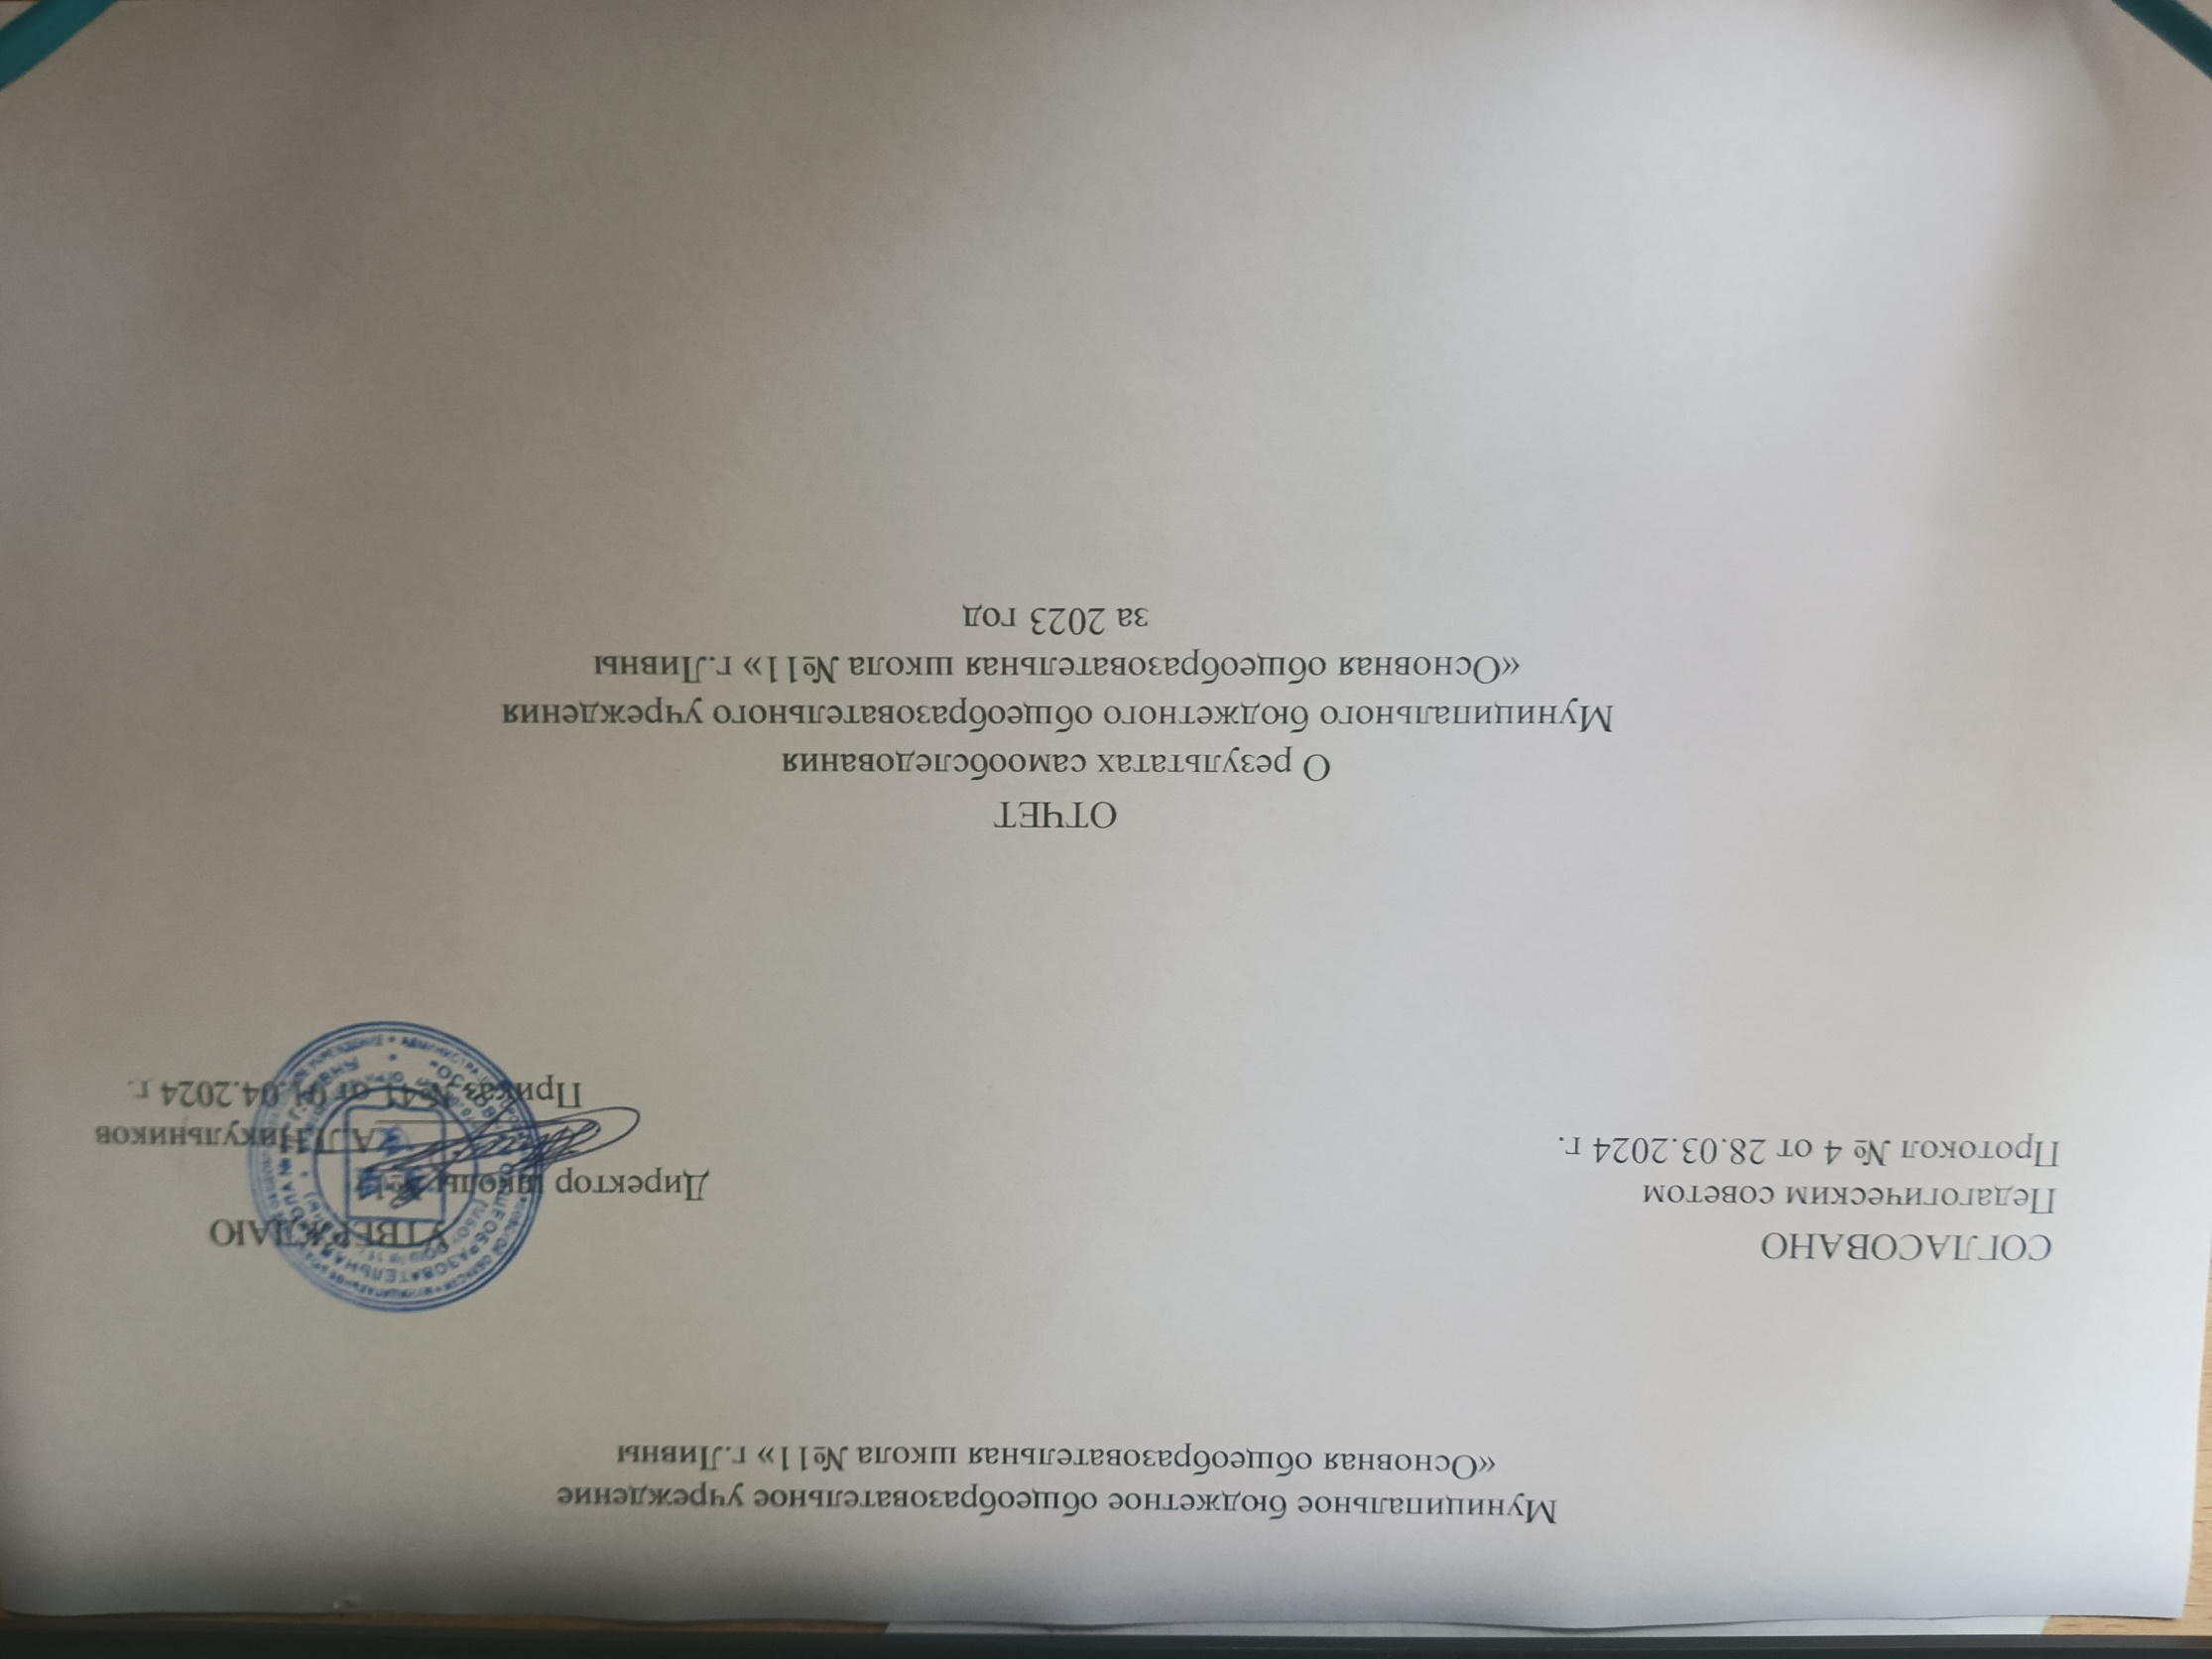 Муниципальное бюджетное общеобразовательное учреждение
«Основная общеобразовательная школа №11» г.Ливны
СОГЛАСОВАНО
Педагогическим советом
Протокол № 4 от 28.03.2024 г.
УТВЕРЖДАЮ
Директор школы
А.Л.Никульников
Приказ №41 от 01.04.2024 г.
ОТЧЕТ
О результатах самообследования
Муниципального бюджетного общеобразовательного учреждения
«Основная общеобразовательная школа №11» г.Ливны
за 2023 год